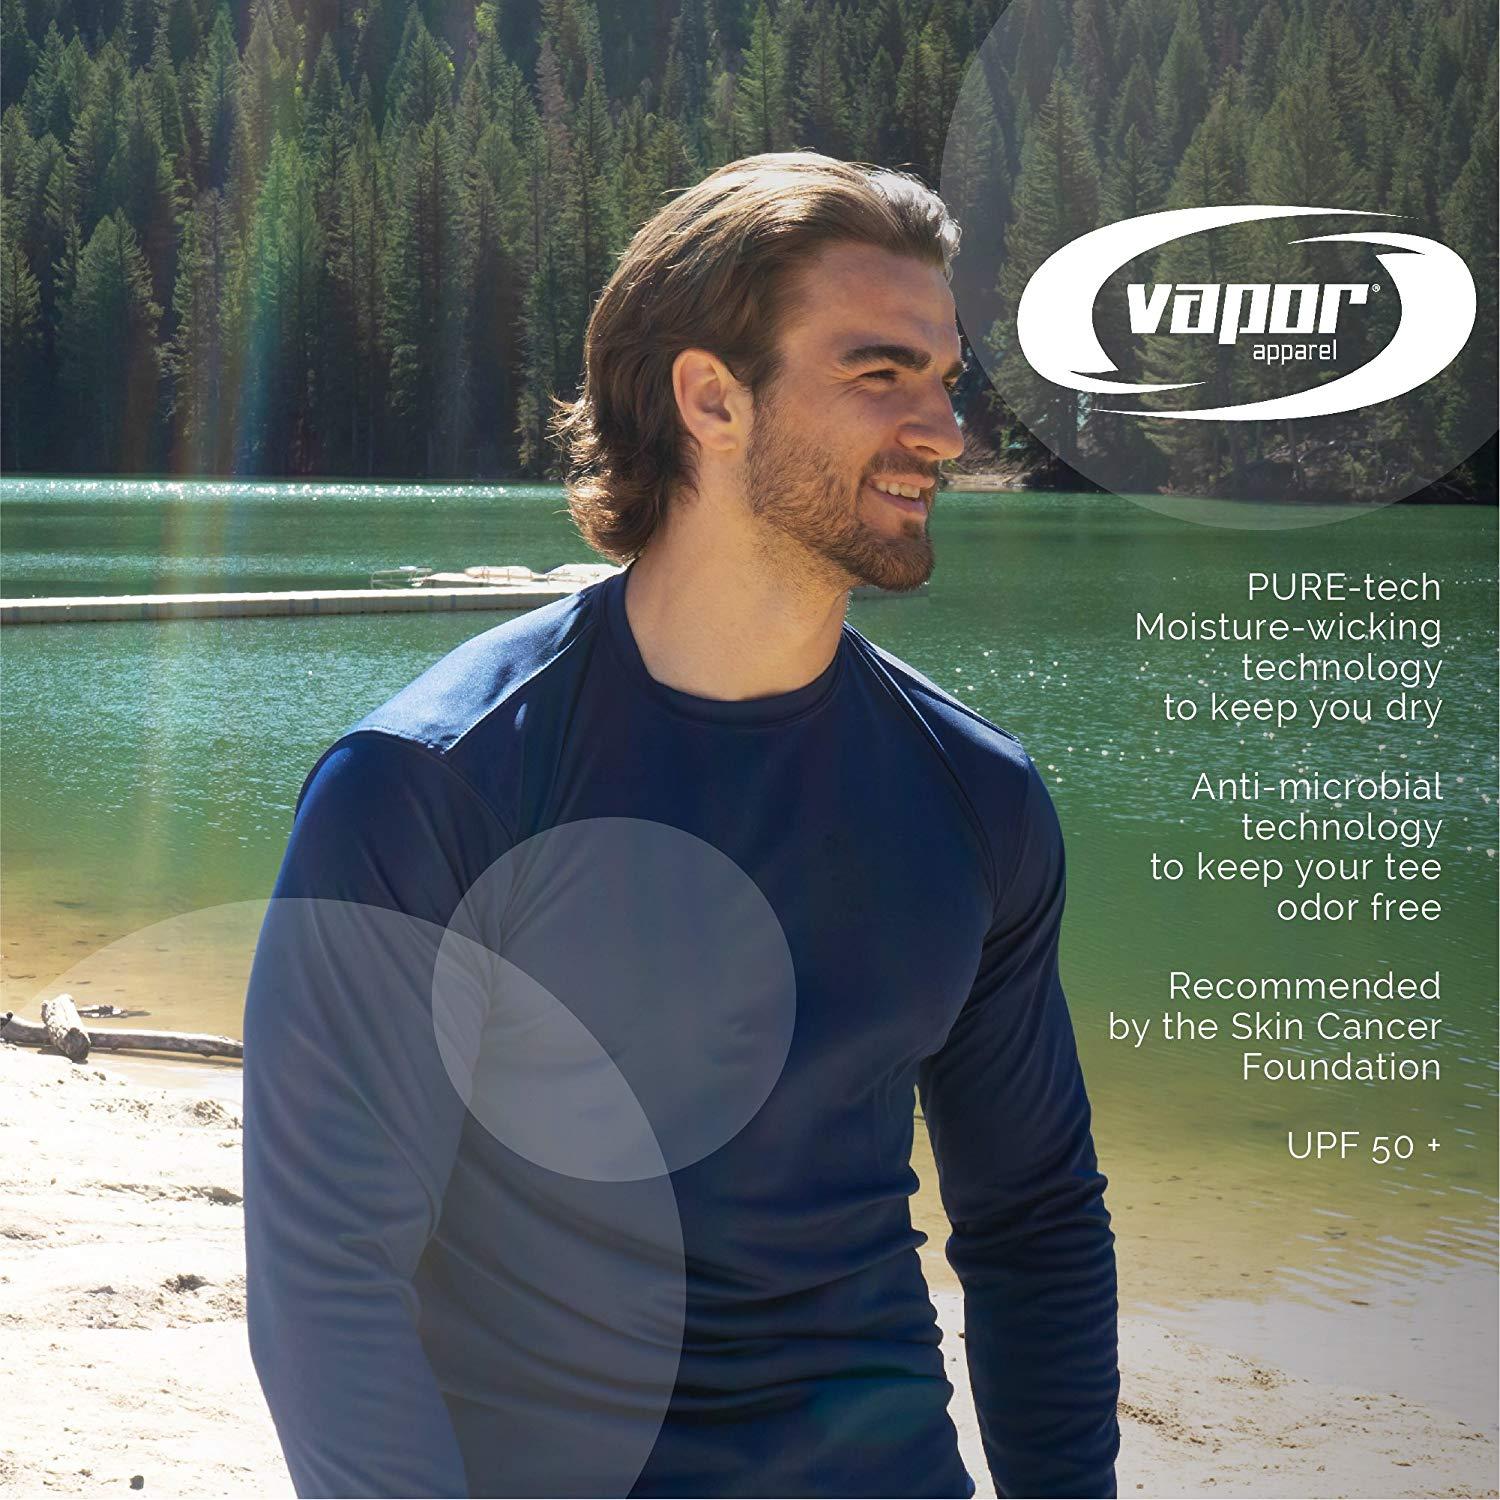 vapor®
apparel
PURE-tech
Moisture-wicking
technology
to keep you dry
Anti-microbial
technology
to keep your tee
odor free
Recommended
by the Skin Cancer
Foundation
UPF 50 +